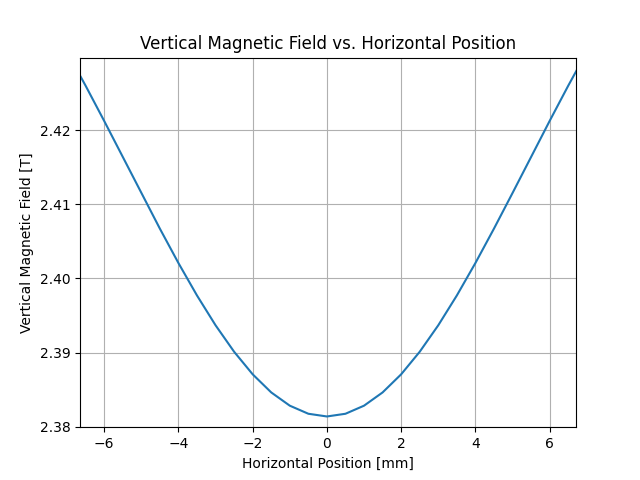 Vertical Magnetic Field vs. Horizontal Position
Vertical Magnetic Field [T]
2.42
2.41
2.40
2.39
2.38
−6 −4 −2 0 2 4 6
Horizontal Position [mm]